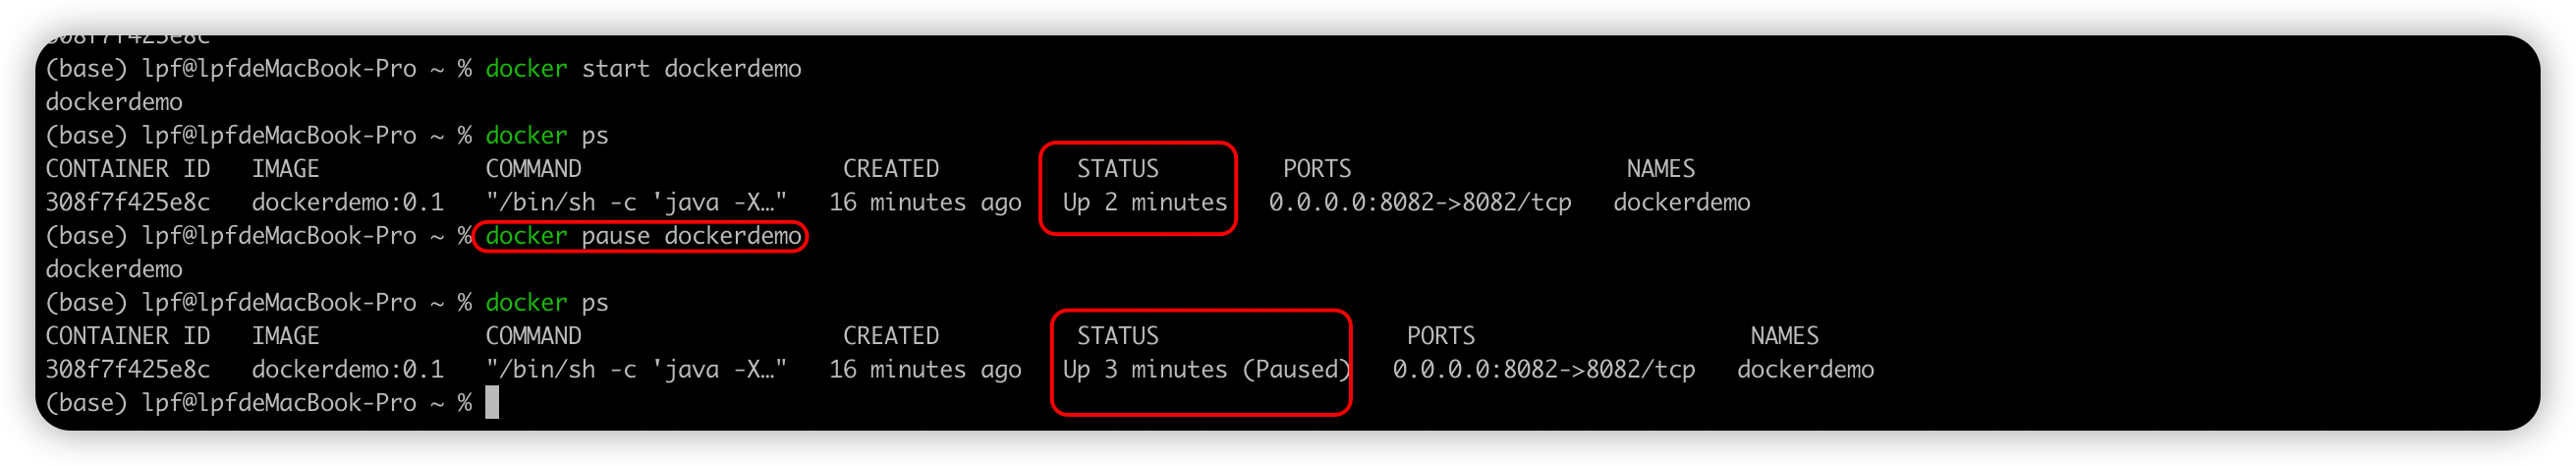 308f7f425e8c
(base) lpf@lpfdeMacBook-Pro ~ % docker start dockerdemo
dockerdemo
(base) lpf@lpfdeMacBook-Pro ~ % docker ps
CONTAINER ID   IMAGE            COMMAND                   CREATED          STATUS         PORTS                    NAMES
308f7f425e8c   dockerdemo:0.1   "/bin/sh -c 'java -X…"   16 minutes ago   Up 2 minutes   0.0.0.0:8082->8082/tcp   dockerdemo
(base) lpf@lpfdeMacBook-Pro ~ % docker pause dockerdemo
dockerdemo
(base) lpf@lpfdeMacBook-Pro ~ % docker ps
CONTAINER ID   IMAGE            COMMAND                   CREATED          STATUS                  PORTS                    NAMES
308f7f425e8c   dockerdemo:0.1   "/bin/sh -c 'java -X…"   16 minutes ago   Up 3 minutes (Paused)   0.0.0.0:8082->8082/tcp   dockerdemo
(base) lpf@lpfdeMacBook-Pro ~ %